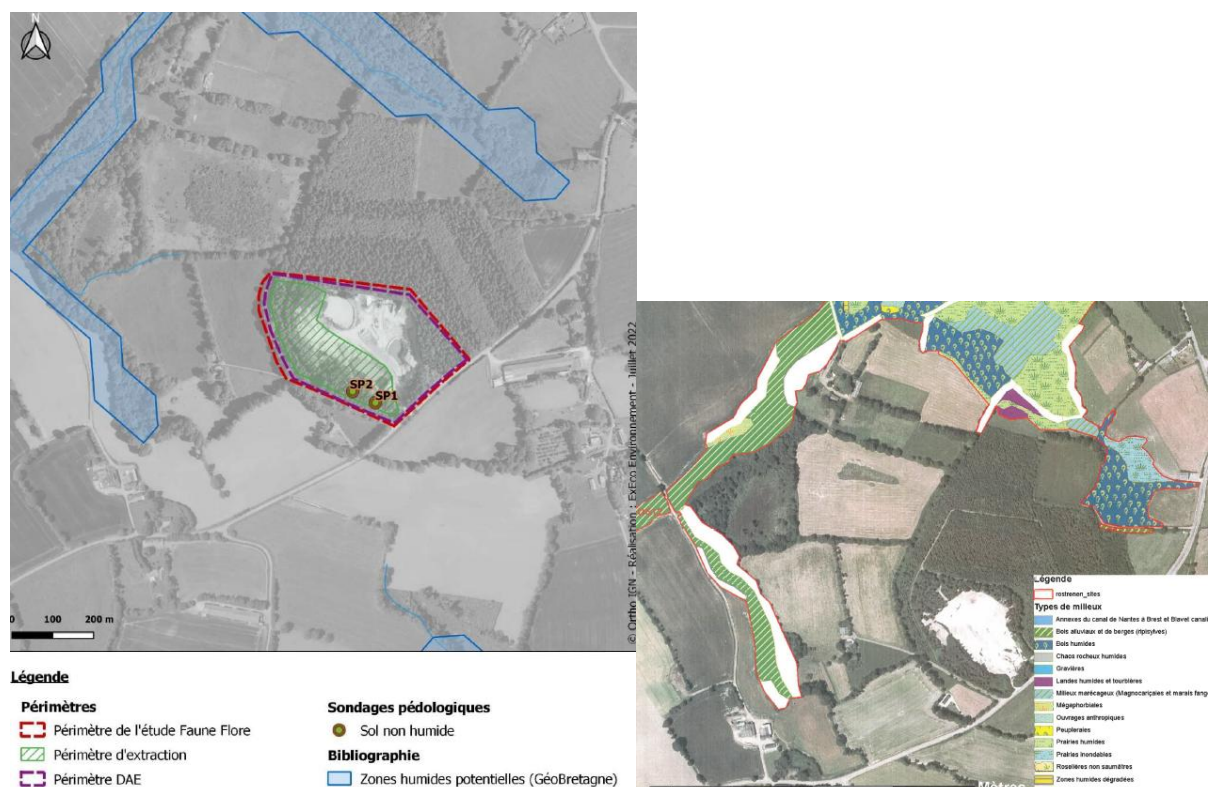 N
SP2
SP1
0 100 200 m
© Ortho IGN - Réalisation : ExEco Environnement - Juillet 2022
Légende
Périmètres
Périmètre de l'étude Faune Flore
Périmètre d'extraction
Périmètre DAE
Sondages pédologiques
Sol non humide
Bibliographie
Zones humides potentielles (GéoBretagne)
Légende
rostrenen_sites
Types de milieux
Annexes du canal de Nantes à Brest et Blavet canali
Bois alluviaux et de berges (ripisylves)
Bois humides
Chaos rocheux humides
Gravières
Landes humides et tourbières
Milieux marécageux (Magnocariçaies et marais fang
Mégaphorbiaies
Ouvrages anthropiques
Peupleraies
Prairies humides
Prairies inondables
Roselières non saumâtres
Zones humides dégradées
Mètres